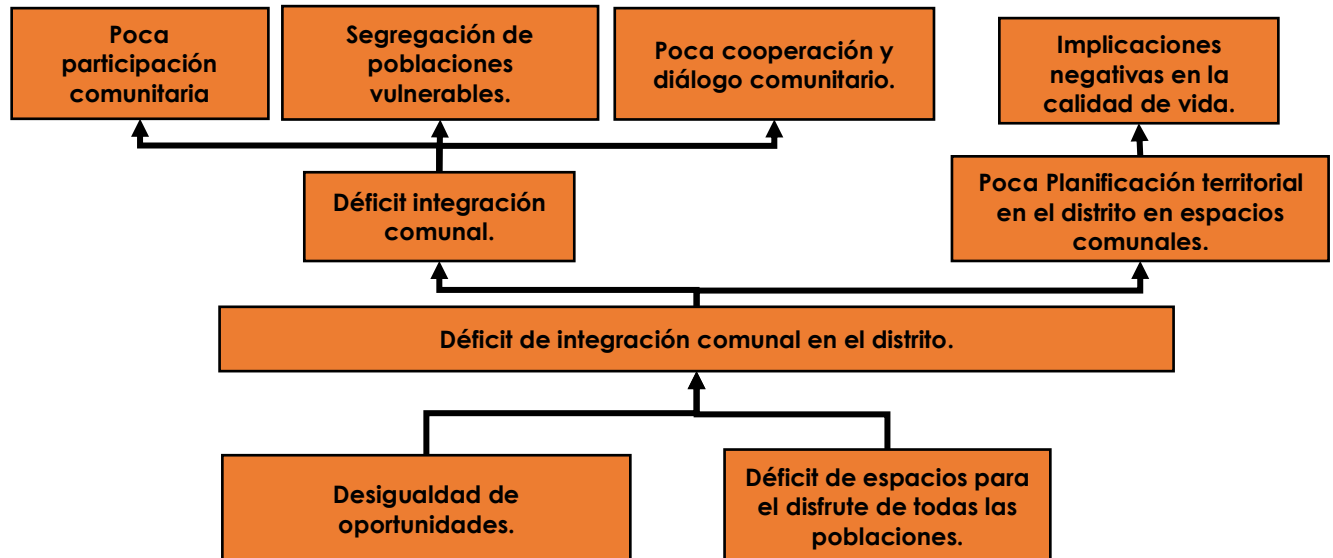 Poca
participación
comunitaria
Segregación de
poblaciones
vulnerables.
Poca cooperación y
diálogo comunitario.
Implicaciones
negativas en la
calidad de vida.
Déficit integración
comunal.
Poca Planificación territorial
en el distrito en espacios
comunales.
Déficit de integración comunal en el distrito.
Desigualdad de
oportunidades.
Déficit de espacios para
el disfrute de todas las
poblaciones.